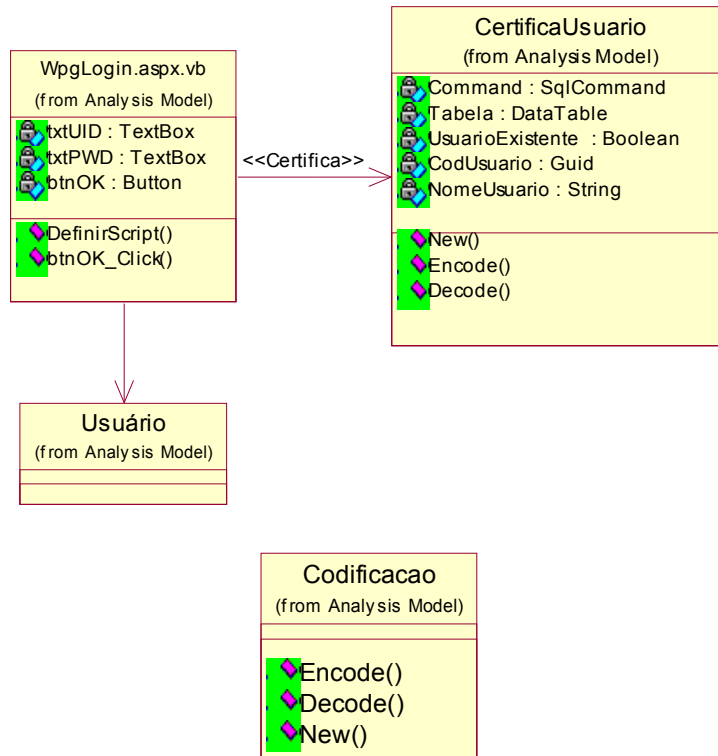 WpgLogin.aspx.vb
(from Analysis Model)
txtUID : TextBox
txtPWD : TextBox
btnOK : Button
DefinirScript()
btnOK_Click()
<<Certifica>>
CertificaUsuario
(from Analysis Model)
Command : SqlCommand
Tabela : DataTable
UsuarioExistente : Boolean
CodUsuario : Guid
NomeUsuario : String
New()
Encode()
Decode()
Usuário
(from Analysis Model)
Codificacao
(from Analysis Model)
Encode()
Decode()
New()